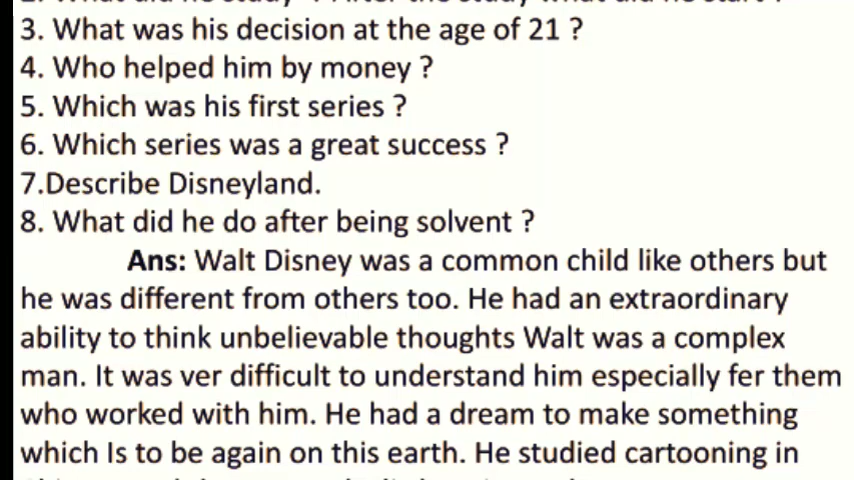 3. What was his decision at the age of 21 ?
4. Who helped him by money ?
5. Which was his first series ?
6. Which series was a great success ?
7.Describe Disneyland.
8. What did he do after being solvent ?
Ans: Walt Disney was a common child like others but
he was different from others too. He had an extraordinary
ability to think unbelievable thoughts Walt was a complex
man. It was ver difficult to understand him especially fer them
who worked with him. He had a dream to make something
which Is to be again on this earth. He studied cartooning in